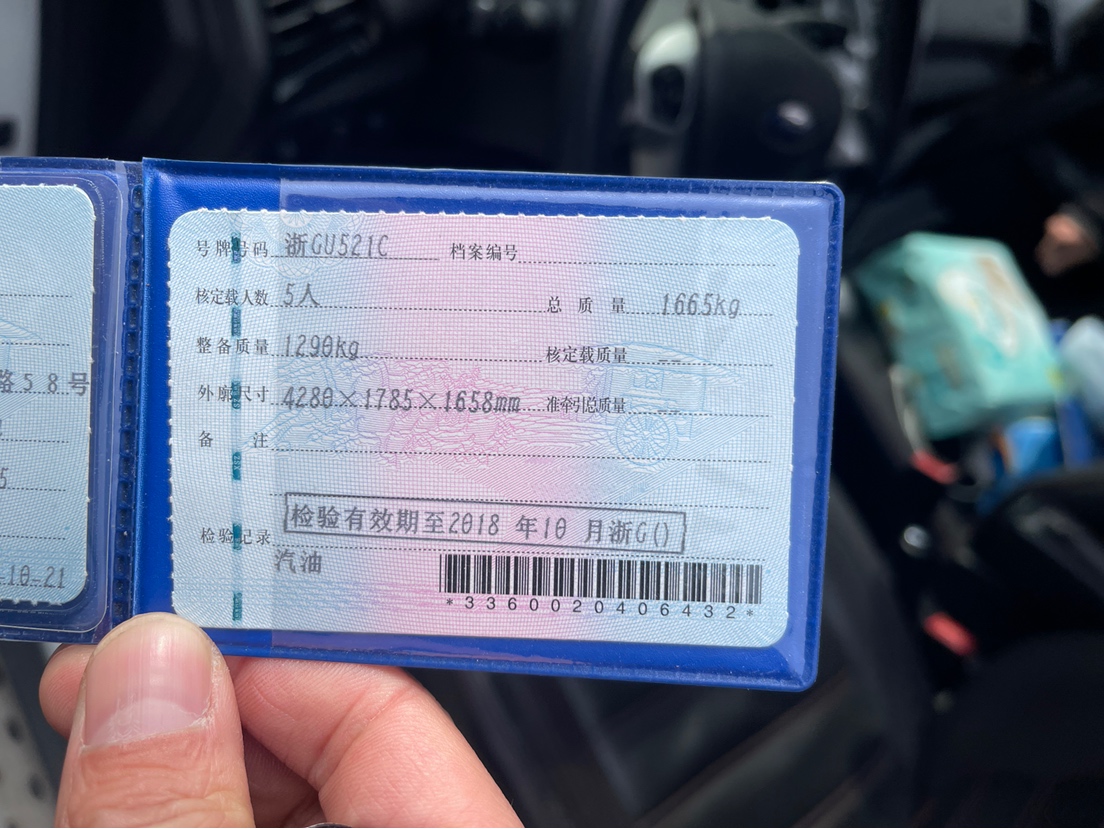 号牌号码 浙GU521C 档案编号
核定载人数 5人 总质量 1665kg
整备质量 1290kg 核定载质量 --
外廓尺寸 4280×1785×1658mm 准牵引总质量 --
备注
检验记录 检验有效期至2018 年10 月浙G()
汽油
*3360020406432*
路58号
5
-10-21